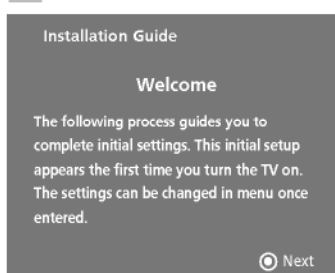 Installation Guide
Welcome
The following process guides you to
complete initial settings. This initial setup
appears the first time you turn the TV on.
The settings can be changed in menu once
entered.
Next